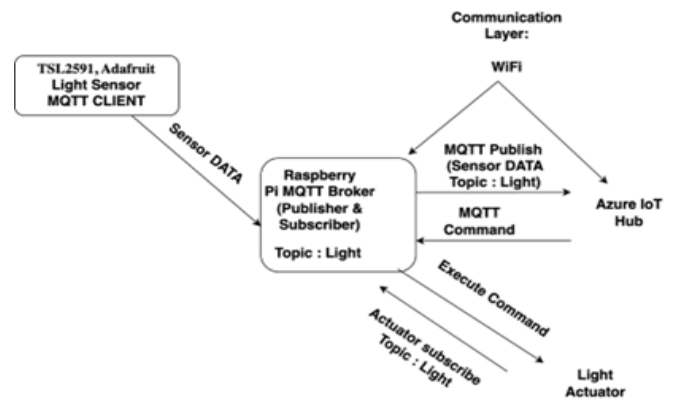 Communication
Layer:
WiFi
TSL2591, Adafruit
Light Sensor
MQTT CLIENT
Sensor DATA
Raspberry
Pi MQTT Broker
(Publisher &
Subscriber)
Topic : Light
MQTT Publish
(Sensor DATA
Topic : Light)
MQTT
Command
Azure IoT
Hub
Execute Command
Actuator subscribe
Topic : Light
Light
Actuator